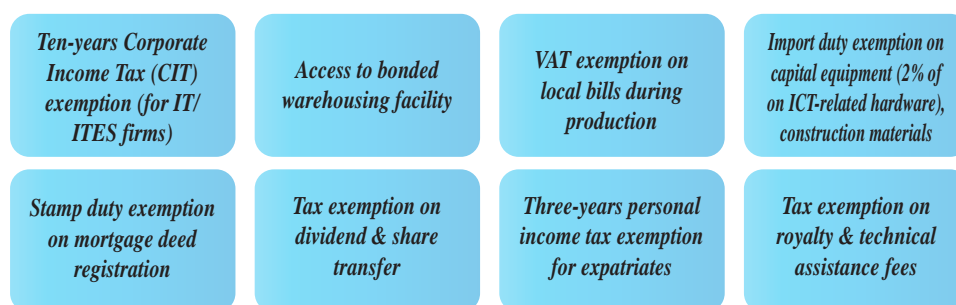 Ten-years Corporate
Income Tax (CIT)
exemption (for IT/
ITES firms)
Access to bonded
warehousing facility
VAT exemption on
local bills during
production
Import duty exemption on
capital equipment (2% of
on ICT-related hardware),
construction materials
Stamp duty exemption
on mortgage deed
registration
Tax exemption on
dividend & share
transfer
Three-years personal
income tax exemption
for expatriates
Tax exemption on
royalty & technical
assistance fees